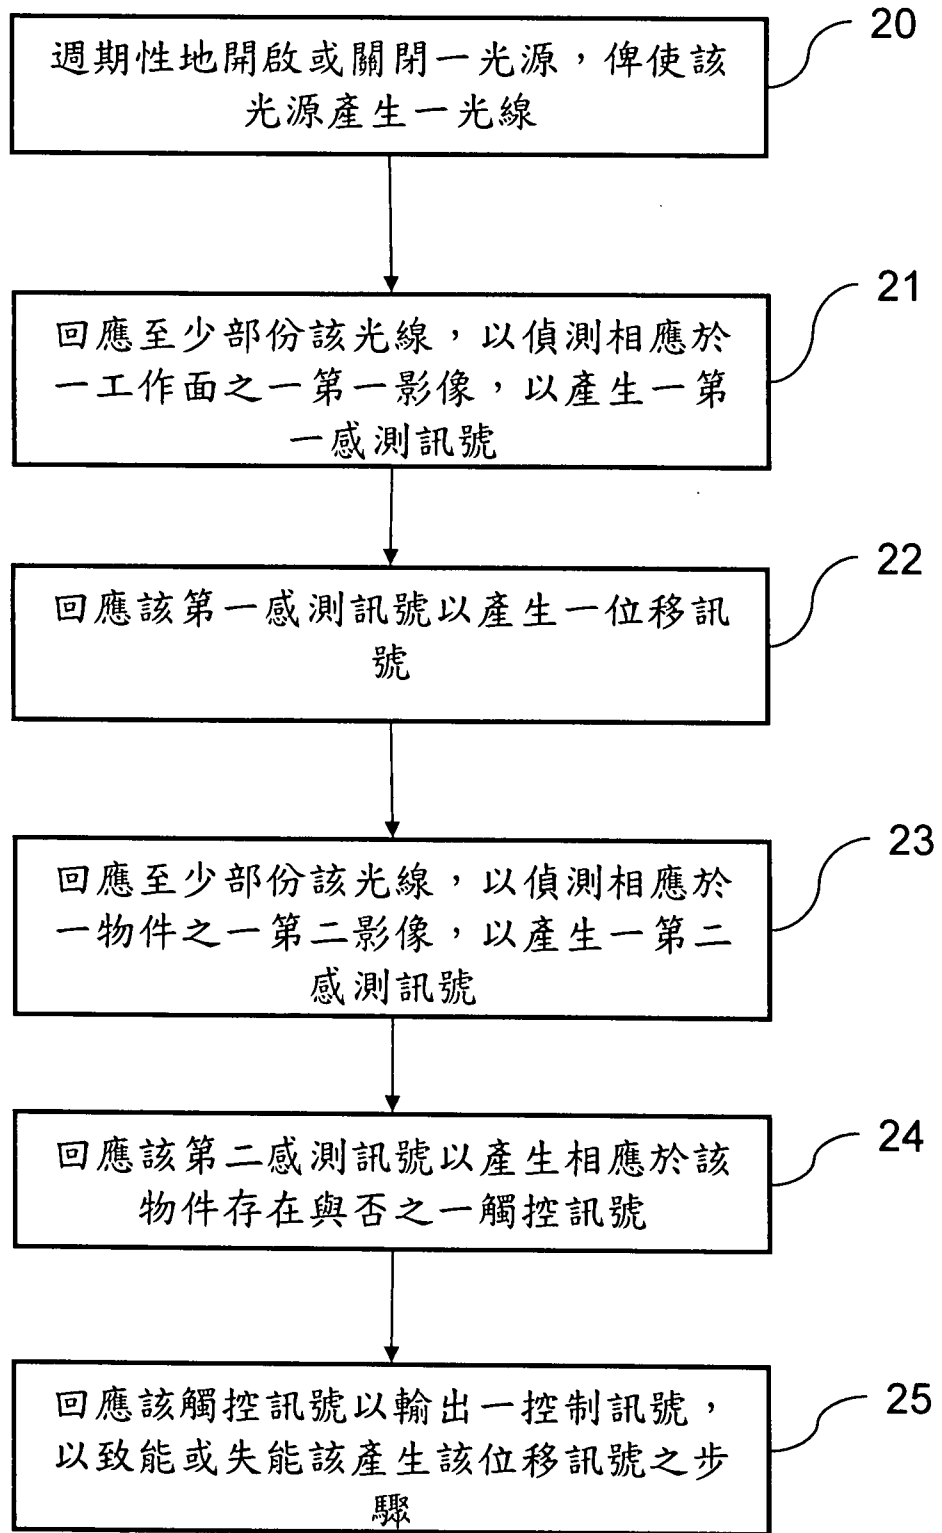 20
週期性地開啟或關閉一光源，俾使該
光源產生一光線
21
回應至少部份該光線，以偵測相應於
一工作面之一第一影像，以產生一第
一感測訊號
22
回應該第一感測訊號以產生一位移訊
號
23
回應至少部份該光線，以偵測相應於
一物件之一第二影像，以產生一第二
感測訊號
24
回應該第二感測訊號以產生相應於該
物件存在與否之一觸控訊號
25
回應該觸控訊號以輸出一控制訊號，
以致能或失能該產生該位移訊號之步
驟